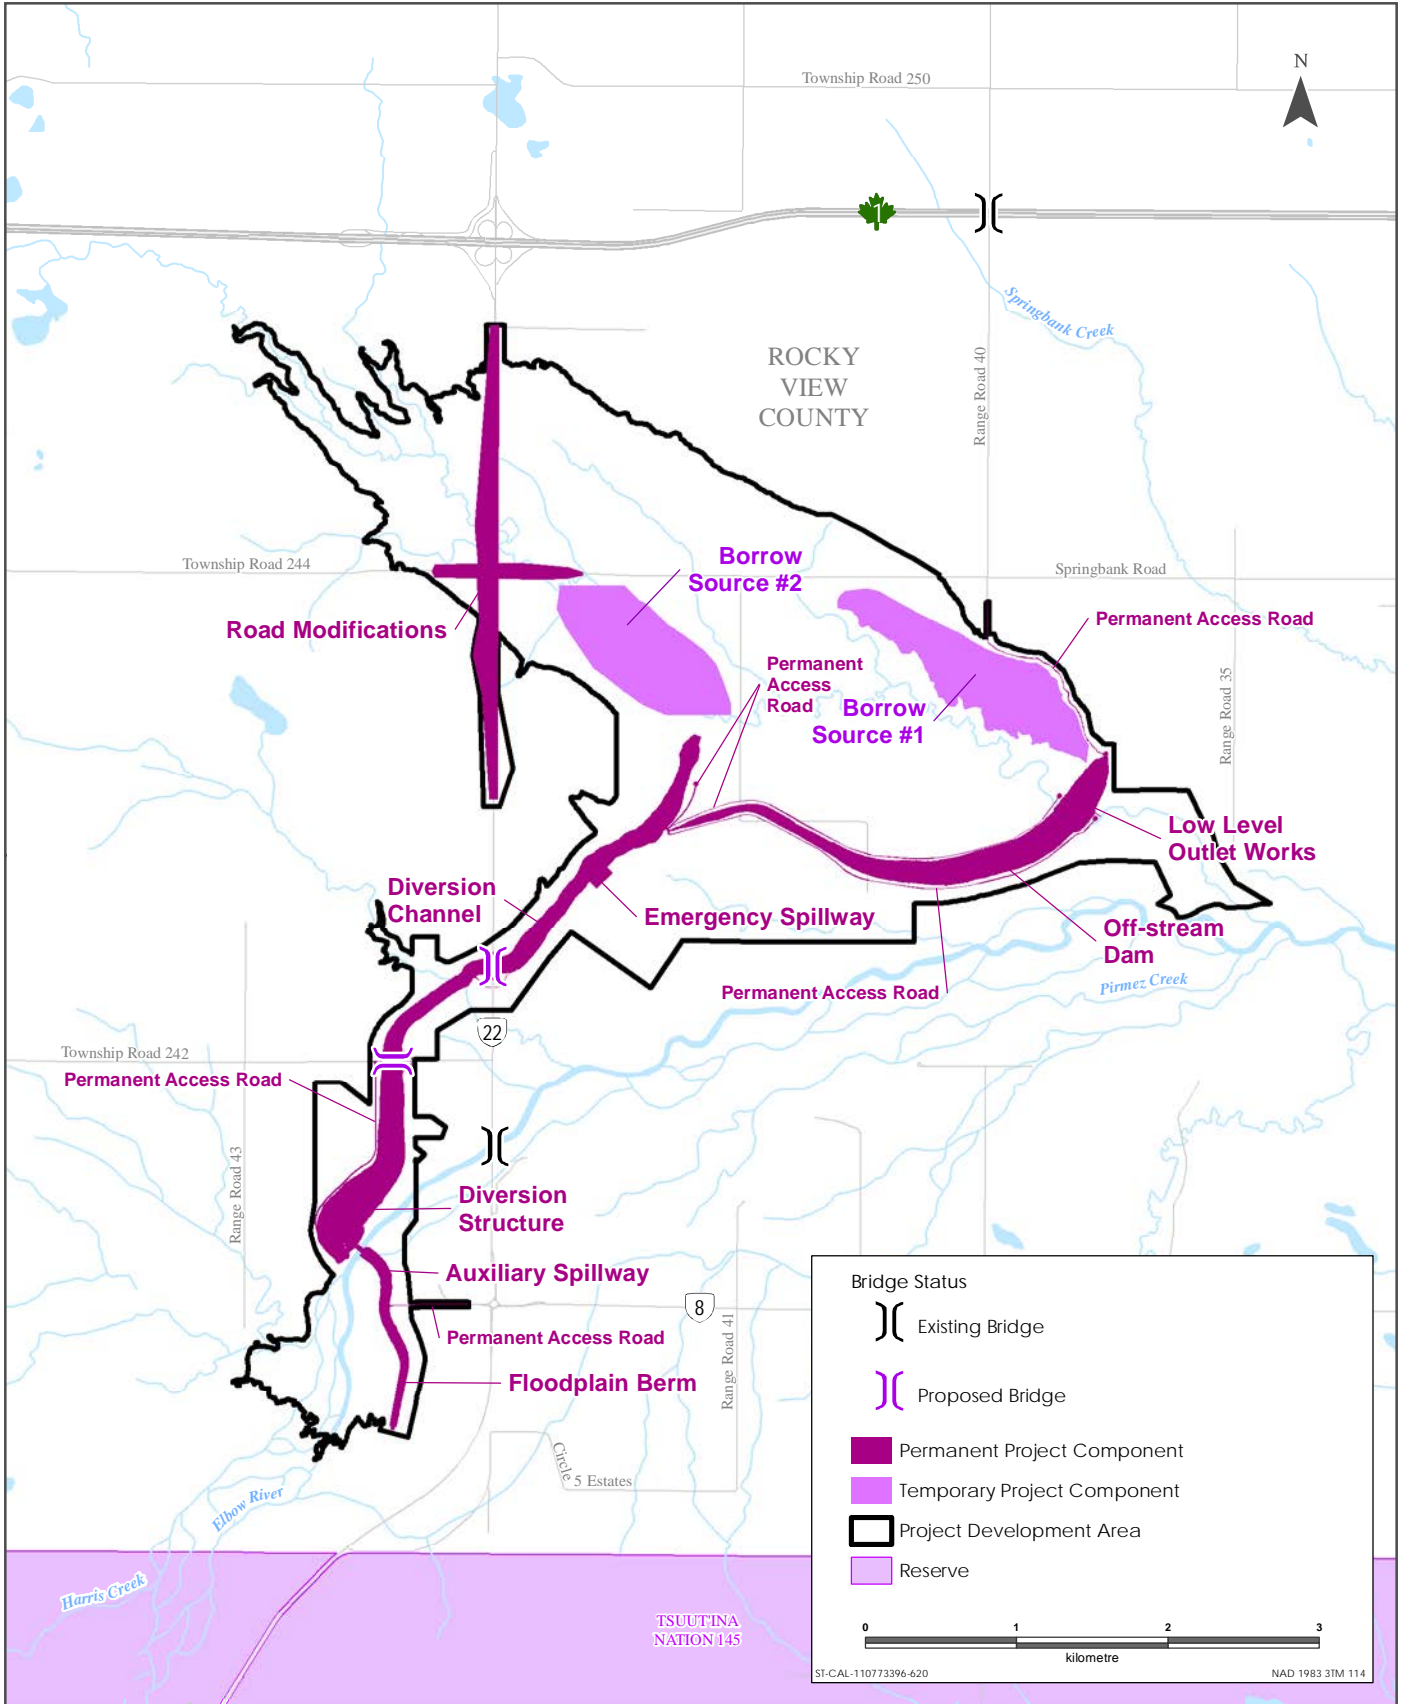 Township Road 250
N
1
Springbank Creek
ROCKY
VIEW
COUNTY
Range Road 40
Township Road 244
Borrow
Source #2
Springbank Road
Road Modifications
Permanent Access Road
Permanent
Access
Road
Borrow
Source #1
Range Road 35
Low Level
Outlet Works
Diversion
Channel
Emergency Spillway
Off-stream
Dam
Permanent Access Road
Pirmez Creek
22
Township Road 242
Permanent Access Road
Range Road 43
Diversion
Structure
Auxiliary Spillway
8
Permanent Access Road
Range Road 41
Floodplain Berm
Circle 5 Estates
Elbow River
Harris Creek
TSUUT'INA
NATION 145
Bridge Status
Existing Bridge
Proposed Bridge
Permanent Project Component
Temporary Project Component
Project Development Area
Reserve
0 1 2 3
kilometre
ST-CAL-110773396-620 NAD 1983 3TM 114